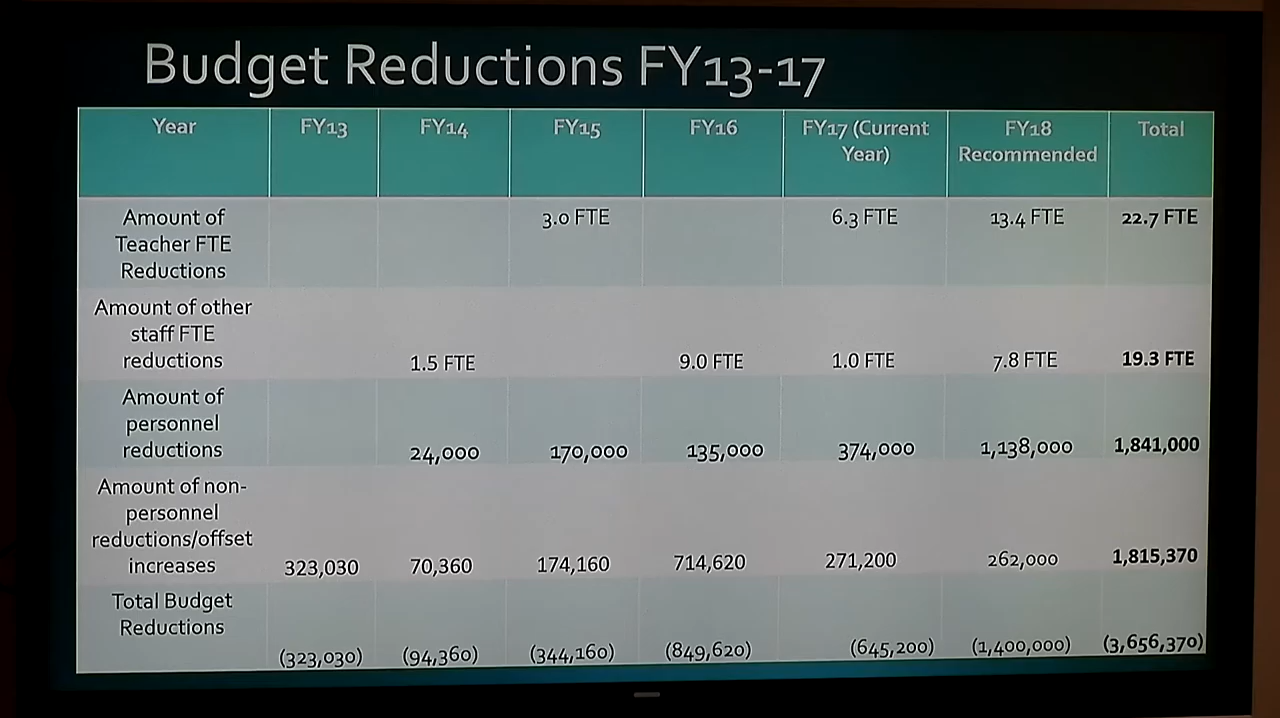 Budget Reductions FY13-17
Year FY13 FY14 FY15 FY16 FY17 (Current FY18 Total
Year) Recommended
Amount of 3.0 FTE 6.3 FTE 13.4 FTE 22.7 FTE
Teacher FTE
Reductions
Amount of other
staff FTE
reductions 1.5 FTE 9.0 FTE 1.0 FTE 7.8 FTE 19.3 FTE
Amount of
personnel
reductions 24,000 170,000 135,000 374,000 1,138,000 1,841,000
Amount of non-
personnel
reductions/offset
increases 323,030 70,360 174,160 714,620 271,200 262,000 1,815,370
Total Budget
Reductions
(323,030) (94,360) (344,160) (849,620) (645,200) (1,400,000) (3,656,370)